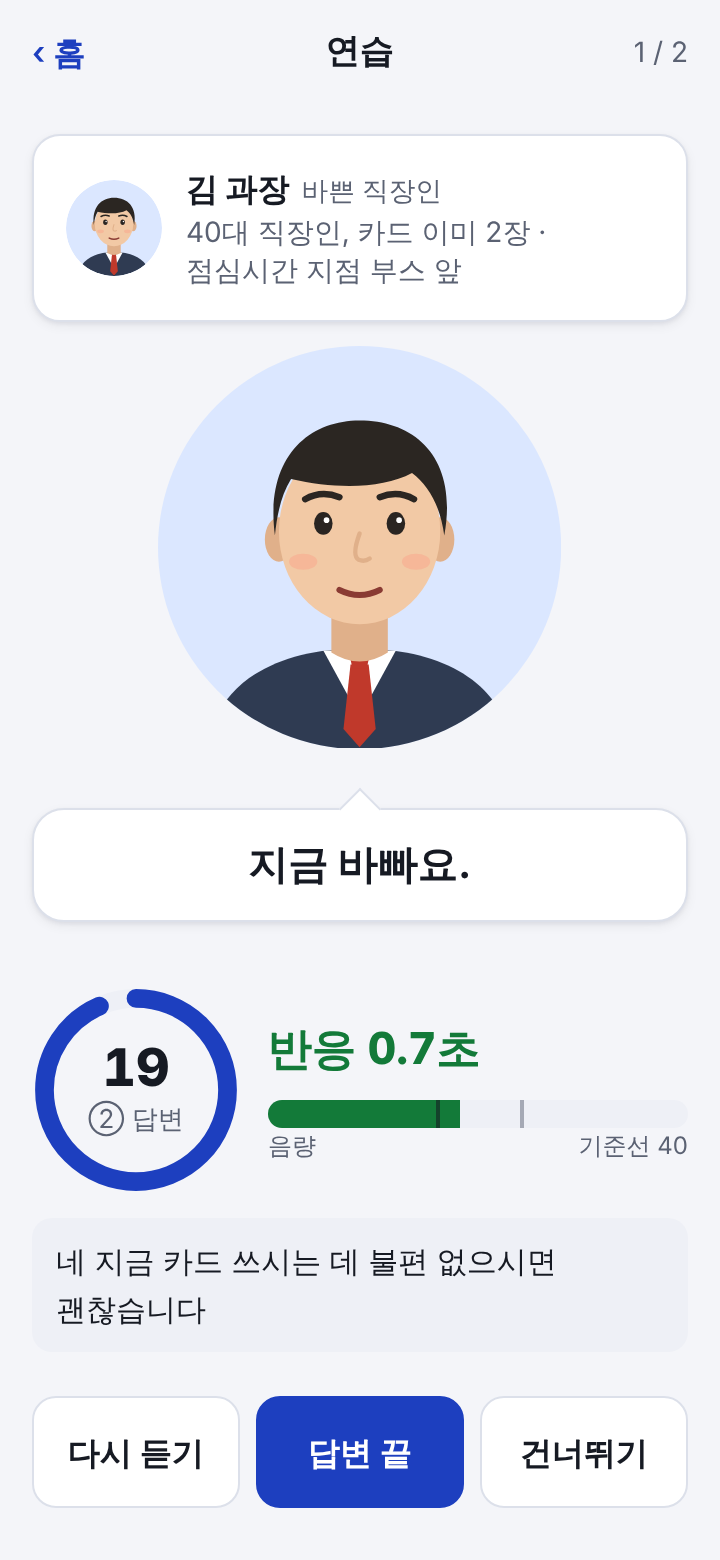 ‹ 홈
연습
1 / 2
김 과장 바쁜 직장인
40대 직장인, 카드 이미 2장 ·
점심시간 지점 부스 앞
지금 바빠요.
19
② 답변
반응 0.7초
음량
기준선 40
네 지금 카드 쓰시는 데 불편 없으시면
괜찮습니다
다시 듣기
답변 끝
건너뛰기